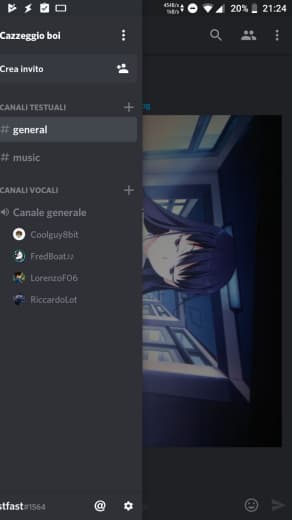 454B/s
1kB/s
20% 21:24
Cazzeggio boi
Crea invito
CANALI TESTUALI
# general
# music
CANALI VOCALI
Canale generale
Coolguy8bit
FredBoat♪♪
LorenzoF06
RiccardoLot
stfast#1564 @